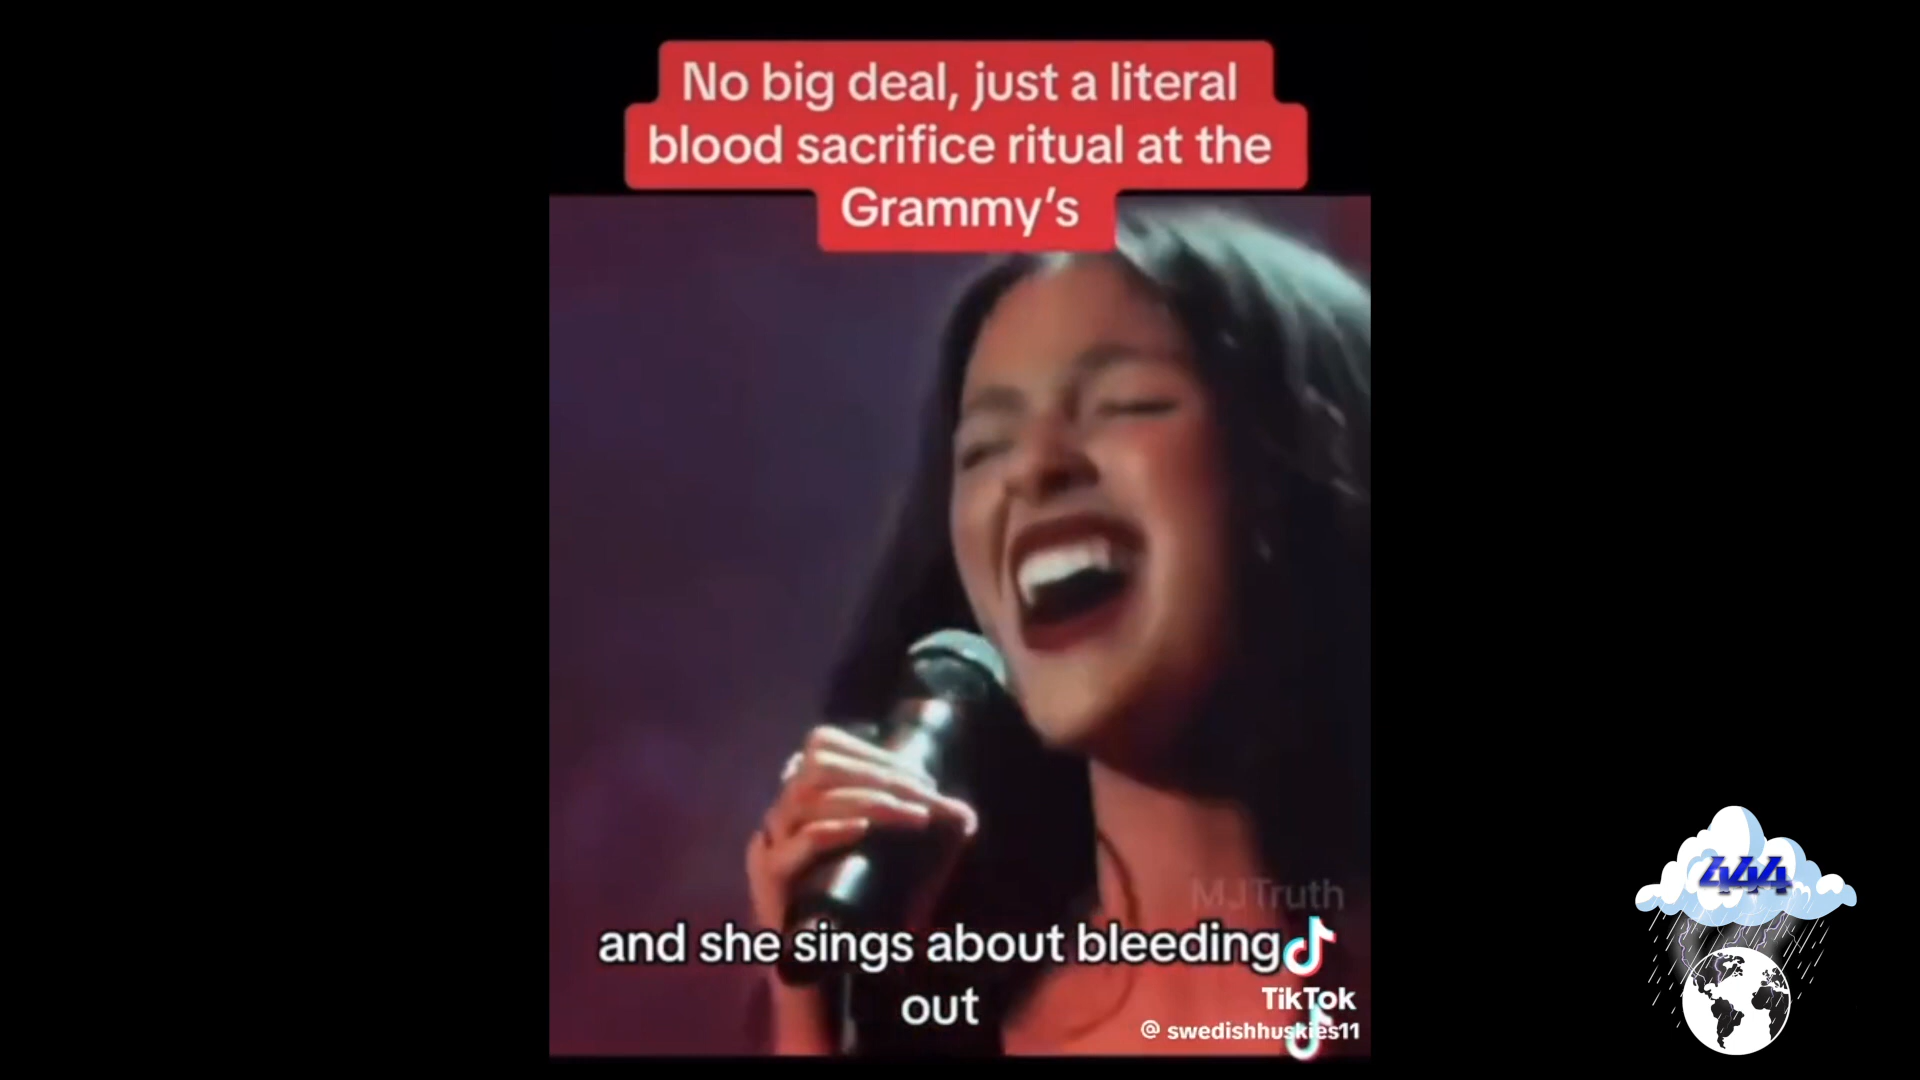 No big deal, just a literal
blood sacrifice ritual at the
Grammy’s
MJTruth
and she sings about bleeding
out
TikTok
@ swedishhuskies11
444